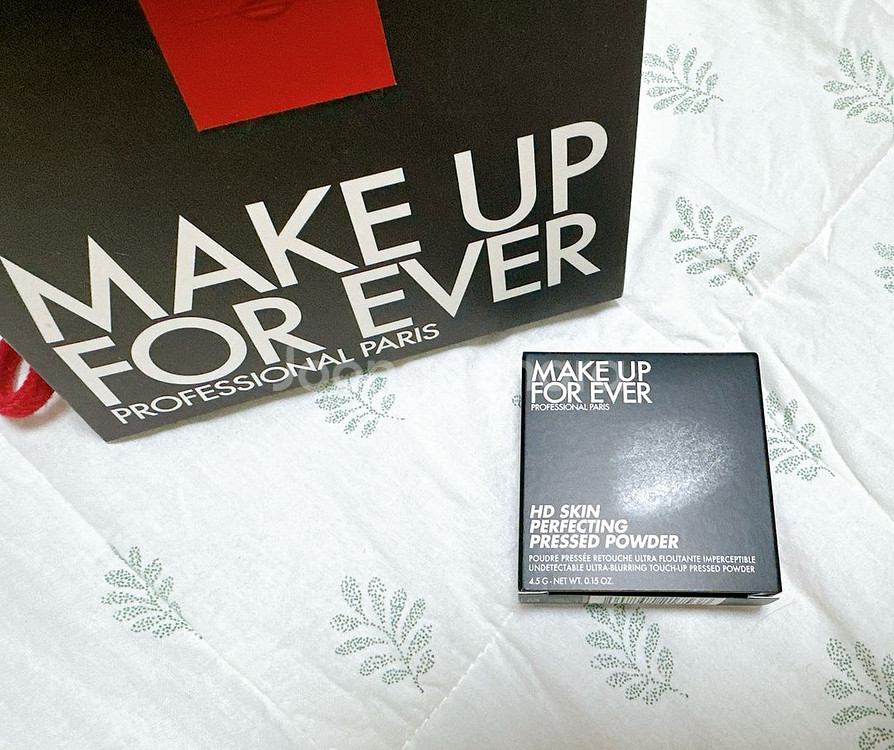 MAKE UP
FOR EVER
PROFESSIONAL PARIS
MAKE UP
FOR EVER
PROFESSIONAL PARIS
HD SKIN
PERFECTING
PRESSED POWDER
POUDRE PRESSÉE RETOUCHE ULTRA FLOUTANTE IMPERCEPTIBLE
UNDETECTABLE ULTRA-BLURRING TOUCH-UP PRESSED POWDER
4.5 G - NET WT. 0.15 OZ.